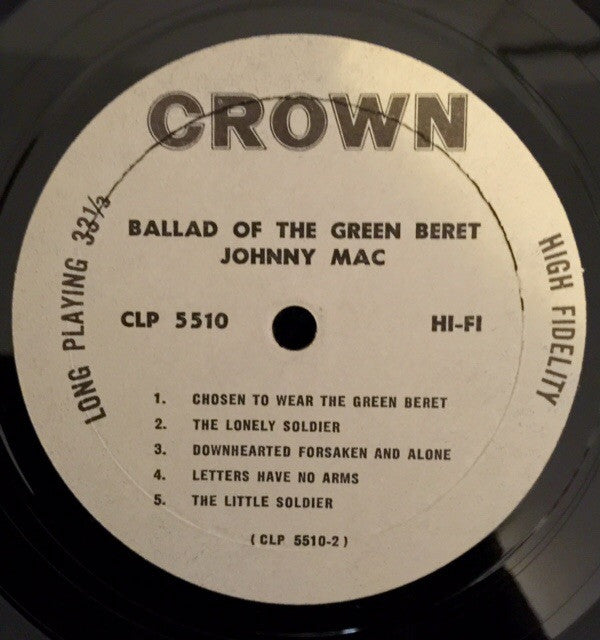 CROWN
LONG PLAYING 33⅓
BALLAD OF THE GREEN BERET
JOHNNY MAC
CLP 5510
HI-FI
HIGH FIDELITY
1. CHOSEN TO WEAR THE GREEN BERET
2. THE LONELY SOLDIER
3. DOWNHEARTED FORSAKEN AND ALONE
4. LETTERS HAVE NO ARMS
5. THE LITTLE SOLDIER
(CLP 5510-2)